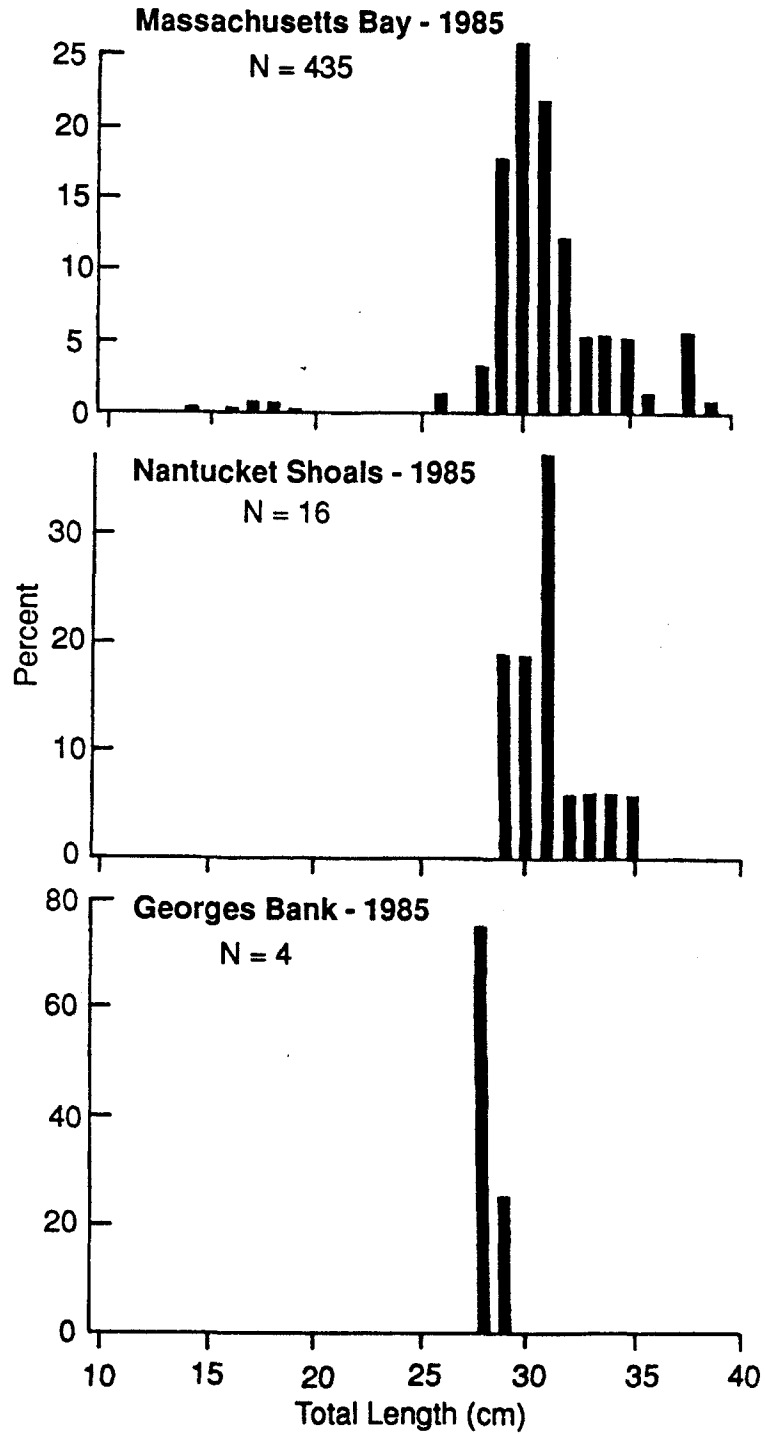 Massachusetts Bay - 1985
N = 435
25
20
15
10
5
0
Nantucket Shoals - 1985
N = 16
30
20
10
0
Percent
Georges Bank - 1985
N = 4
80
60
40
20
0
10 15 20 25 30 35 40
Total Length (cm)